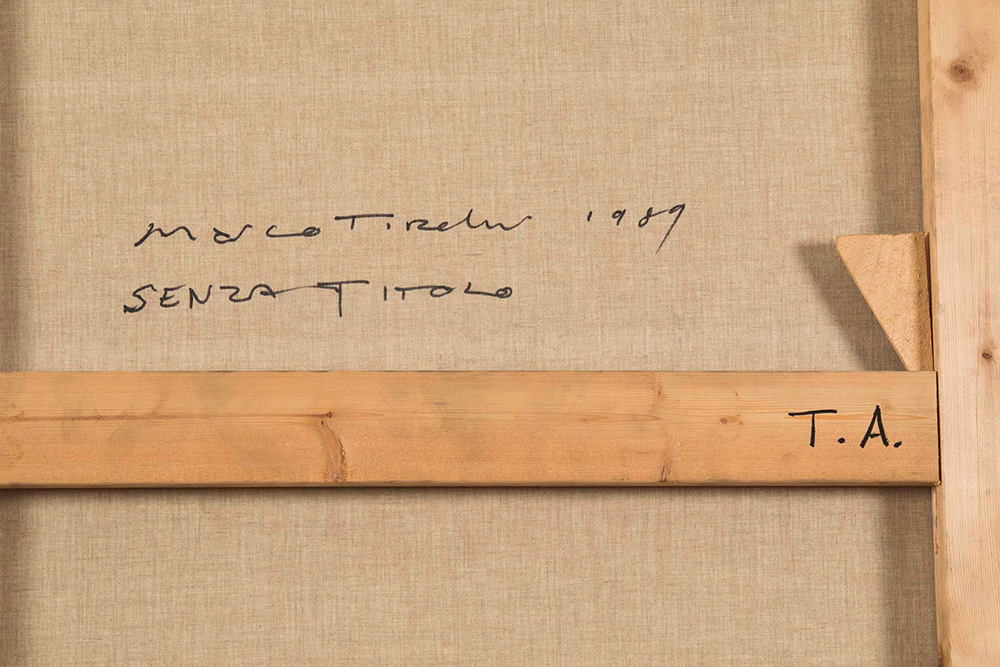 Marco Tirelli 1989
SENZA TITOLO
T.A.